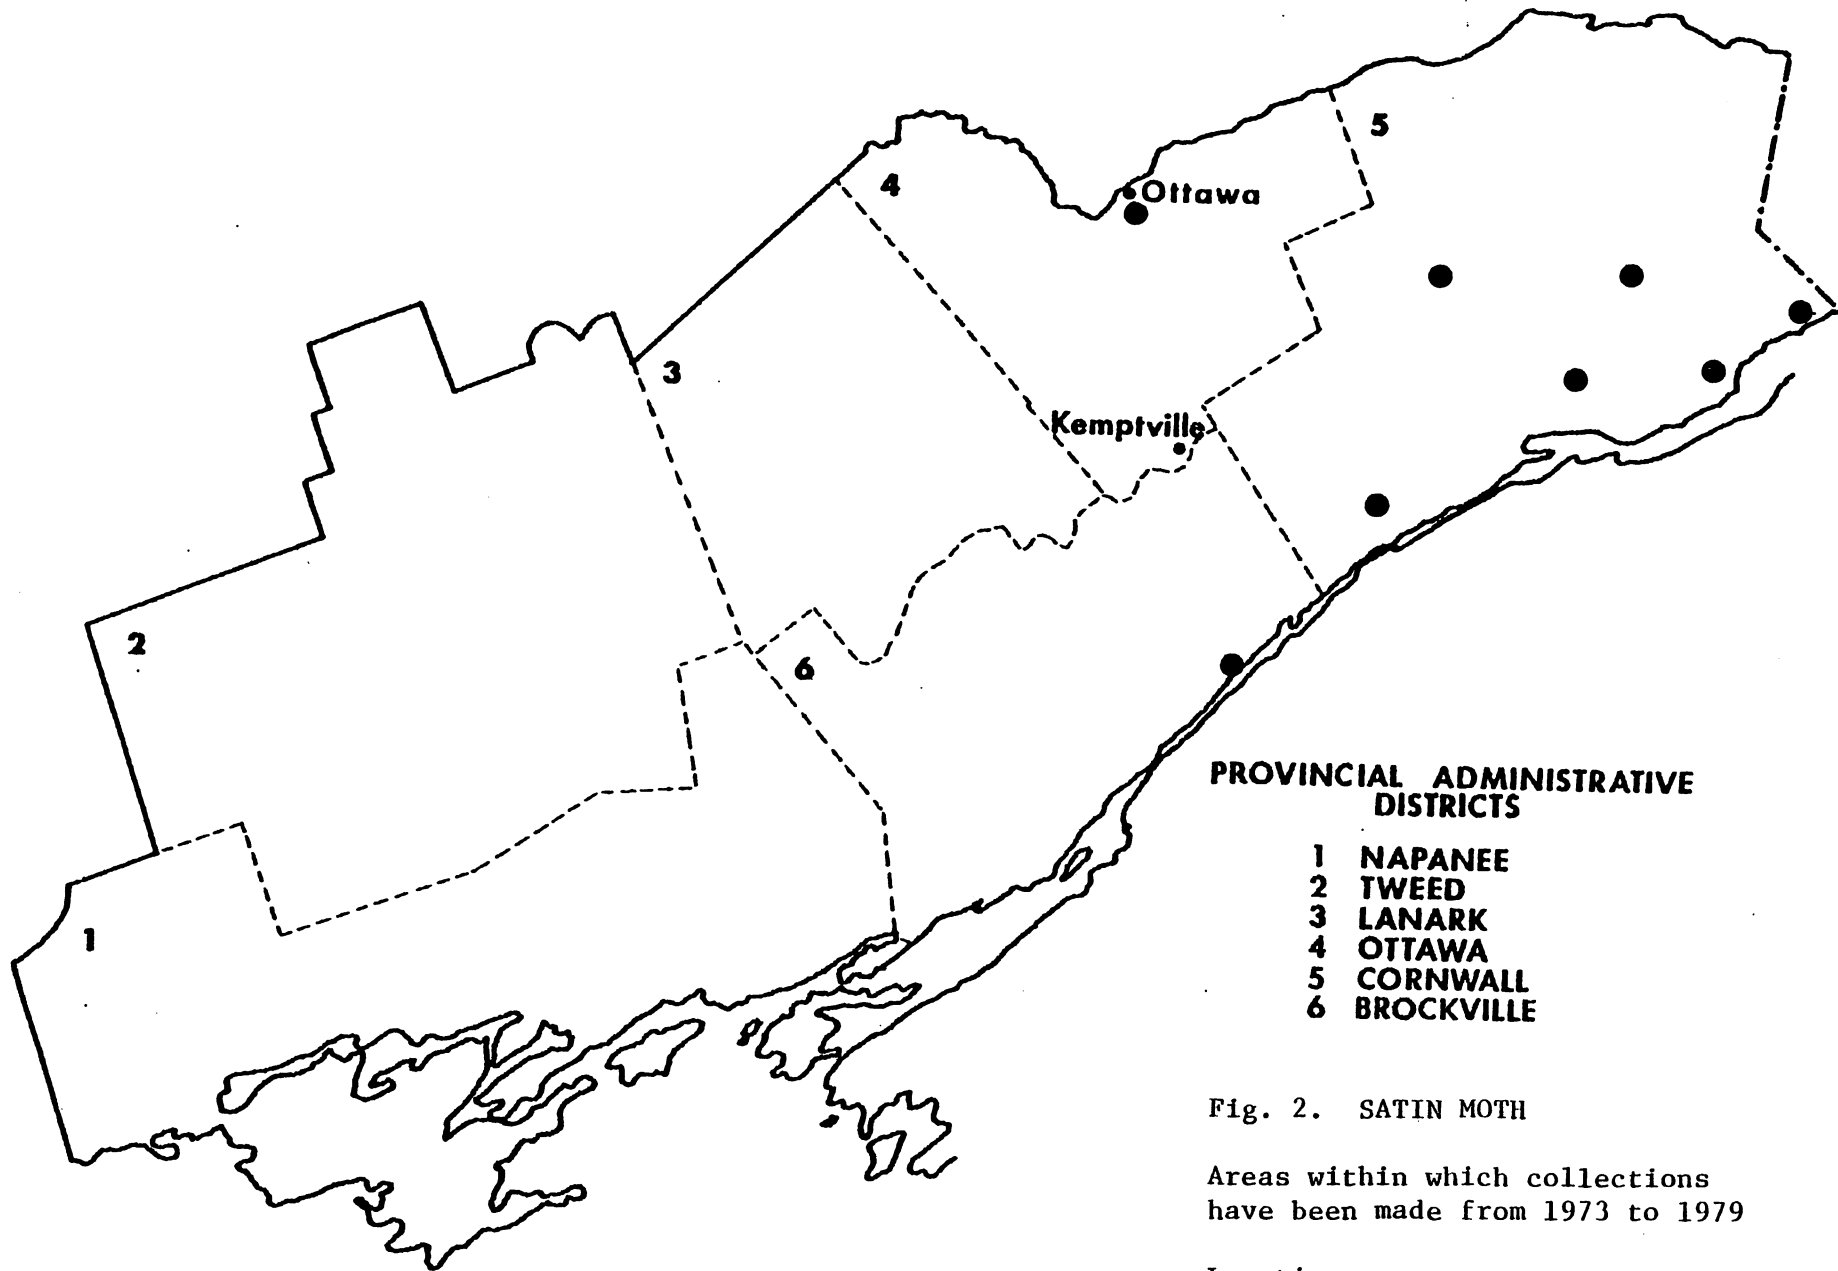 5
4
Ottawa
3
Kemptville
2
6
1
PROVINCIAL ADMINISTRATIVE
DISTRICTS
1 NAPANEE
2 TWEED
3 LANARK
4 OTTAWA
5 CORNWALL
6 BROCKVILLE
Fig. 2. SATIN MOTH
Areas within which collections
have been made from 1973 to 1979